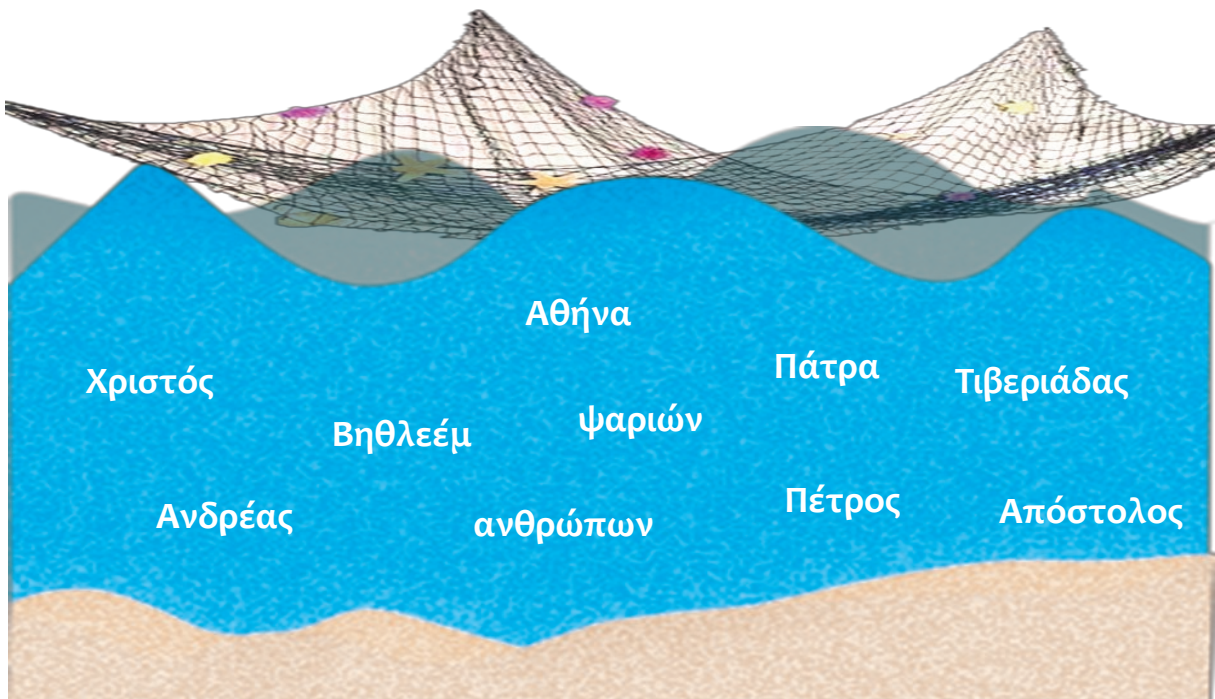 Αθήνα
Χριστός
Πάτρα
Τιβεριάδας
Βηθλεέμ
ψαριών
Ανδρέας
ανθρώπων
Πέτρος
Απόστολος